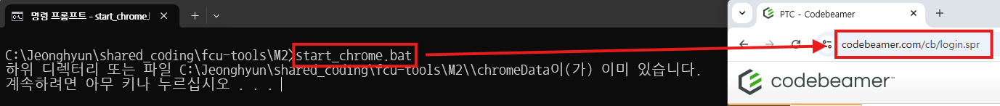 명령 프롬프트 - start_chrome.l
C:\Jeonghyun\shared_coding\fcu-tools\M2>start_chrome.bat
하위 디렉터리 또는 파일 C:\Jeonghyun\shared_coding\fcu-tools\M2\\chromeData이(가) 이미 있습니다.
계속하려면 아무 키나 누르십시오 . . .
PTC - Codebeamer
codebeamer.com/cb/login.spr
codebeamer™